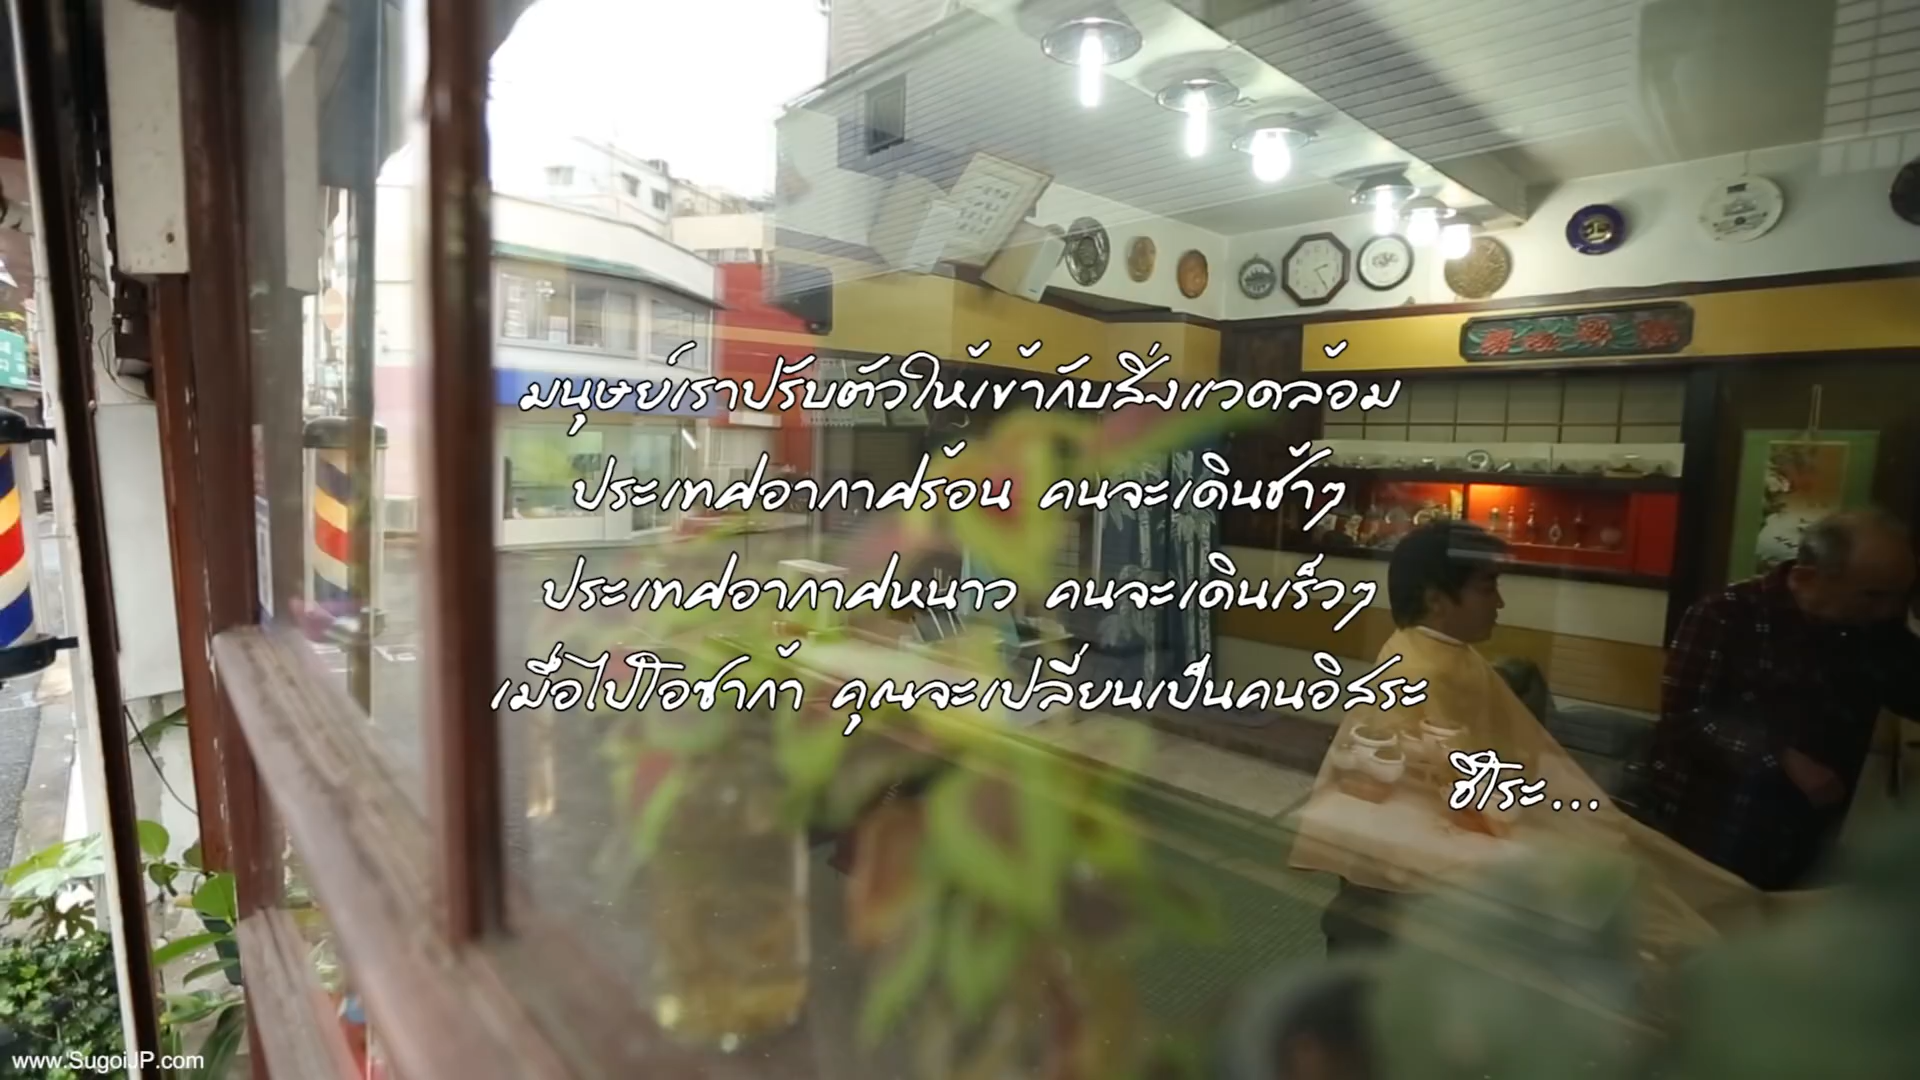 มนุษย์เราปรับตัวให้เข้ากับสิ่งแวดล้อม
ประเทศอากาศร้อน คนจะเดินช้าๆ
ประเทศอากาศหนาว คนจะเดินเร็วๆ
เมื่อไปโอซาก้า คุณจะเปลี่ยนเป็นคนอิสระ
ฮิโระ...
www.SugoiJP.com